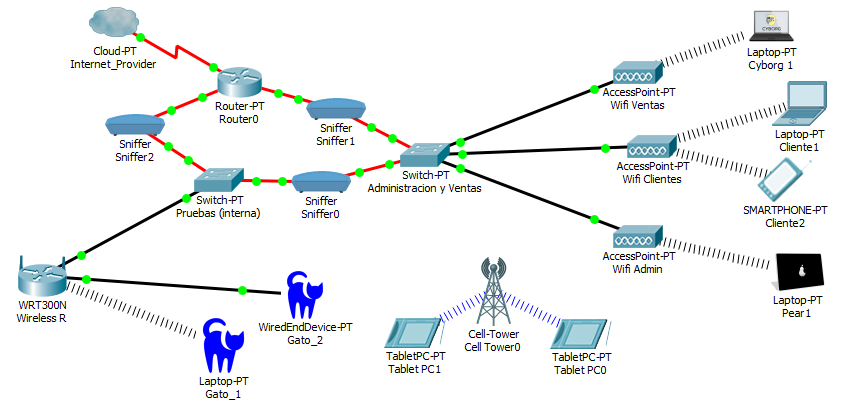 Cloud-PT
Internet_Provider
Router-PT
Router0
Sniffer
Sniffer1
Sniffer
Sniffer2
Switch-PT
Pruebas (interna)
Sniffer
Sniffer0
Switch-PT
Administracion y Ventas
AccessPoint-PT
Wifi Ventas
CYBORG
Laptop-PT
Cyborg 1
AccessPoint-PT
Wifi Clientes
Laptop-PT
Cliente1
SMARTPHONE-PT
Cliente2
AccessPoint-PT
Wifi Admin
Laptop-PT
Pear1
WRT300N
Wireless R
WiredEndDevice-PT
Gato_2
Laptop-PT
Gato_1
Cell-Tower
Cell Tower0
TabletPC-PT
Tablet PC1
TabletPC-PT
Tablet PC0